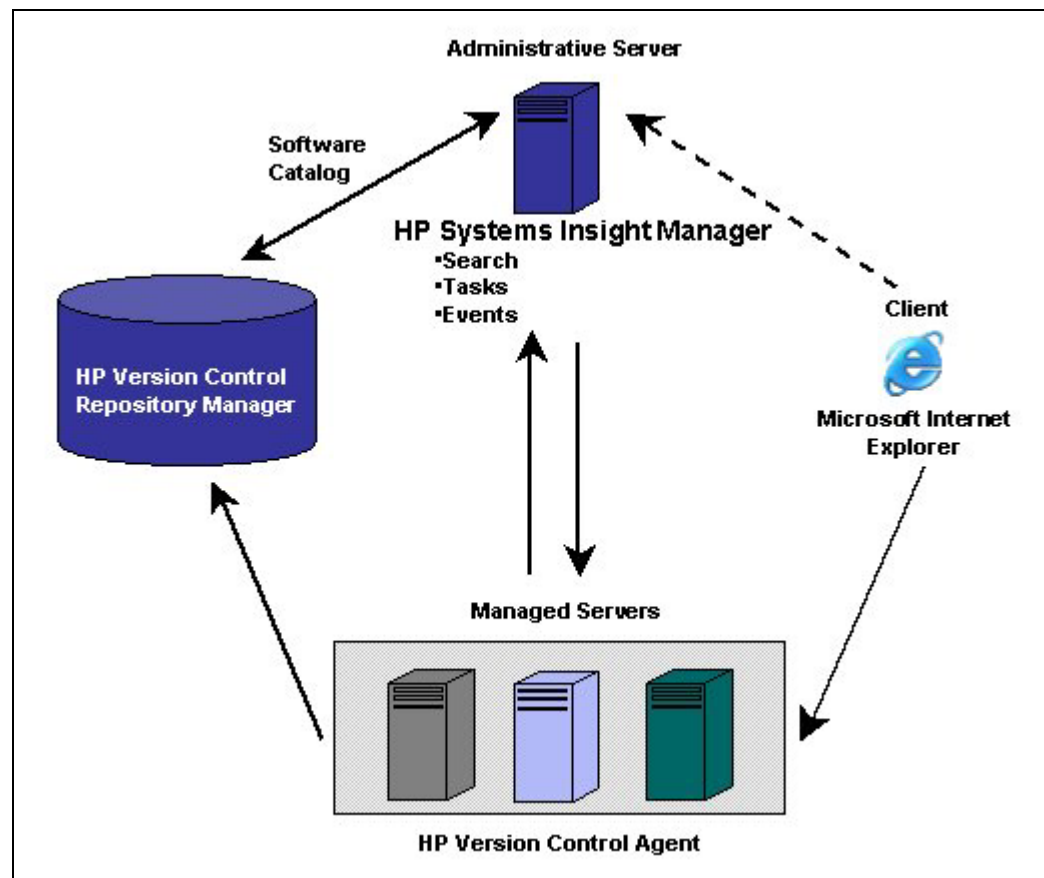 Administrative Server
Software
Catalog
HP Systems Insight Manager
•Search
•Tasks
•Events
Client
HP Version Control
Repository Manager
Microsoft Internet
Explorer
Managed Servers
HP Version Control Agent